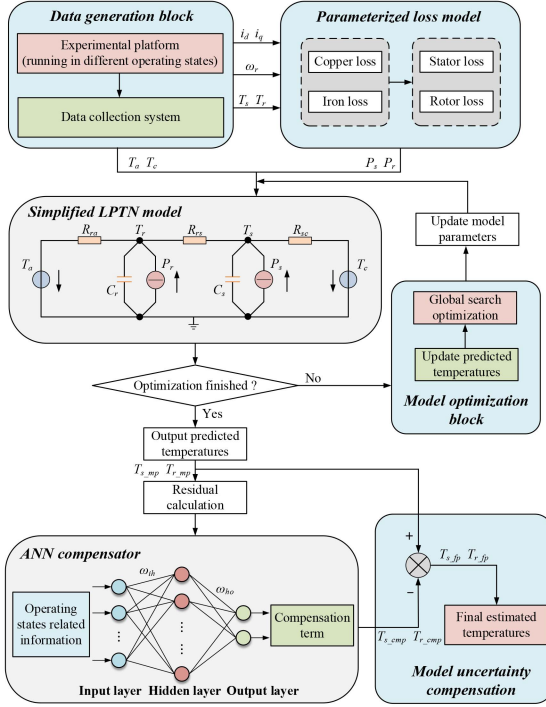 Data generation block
Experimental platform
(running in different operating states)
Data collection system
i_d i_q
ω_r
T_s T_r
Parameterized loss model
Copper loss
Iron loss
Stator loss
Rotor loss
T_a T_c
P_s P_r
Simplified LPTN model
R_ra
T_r
R_rs
T_s
R_sc
T_a
C_r
P_r
C_s
P_s
T_c
Update model
parameters
Global search
optimization
Update predicted
temperatures
Model optimization
block
Optimization finished ?
No
Yes
Output predicted
temperatures
T_s_mp T_r_mp
Residual
calculation
ANN compensator
ω_ih
ω_ho
Operating
states related
information
Compensation
term
Input layer Hidden layer Output layer
+
−
T_s_fp T_r_fp
T_s_cmp T_r_cmp
Final estimated
temperatures
Model uncertainty
compensation